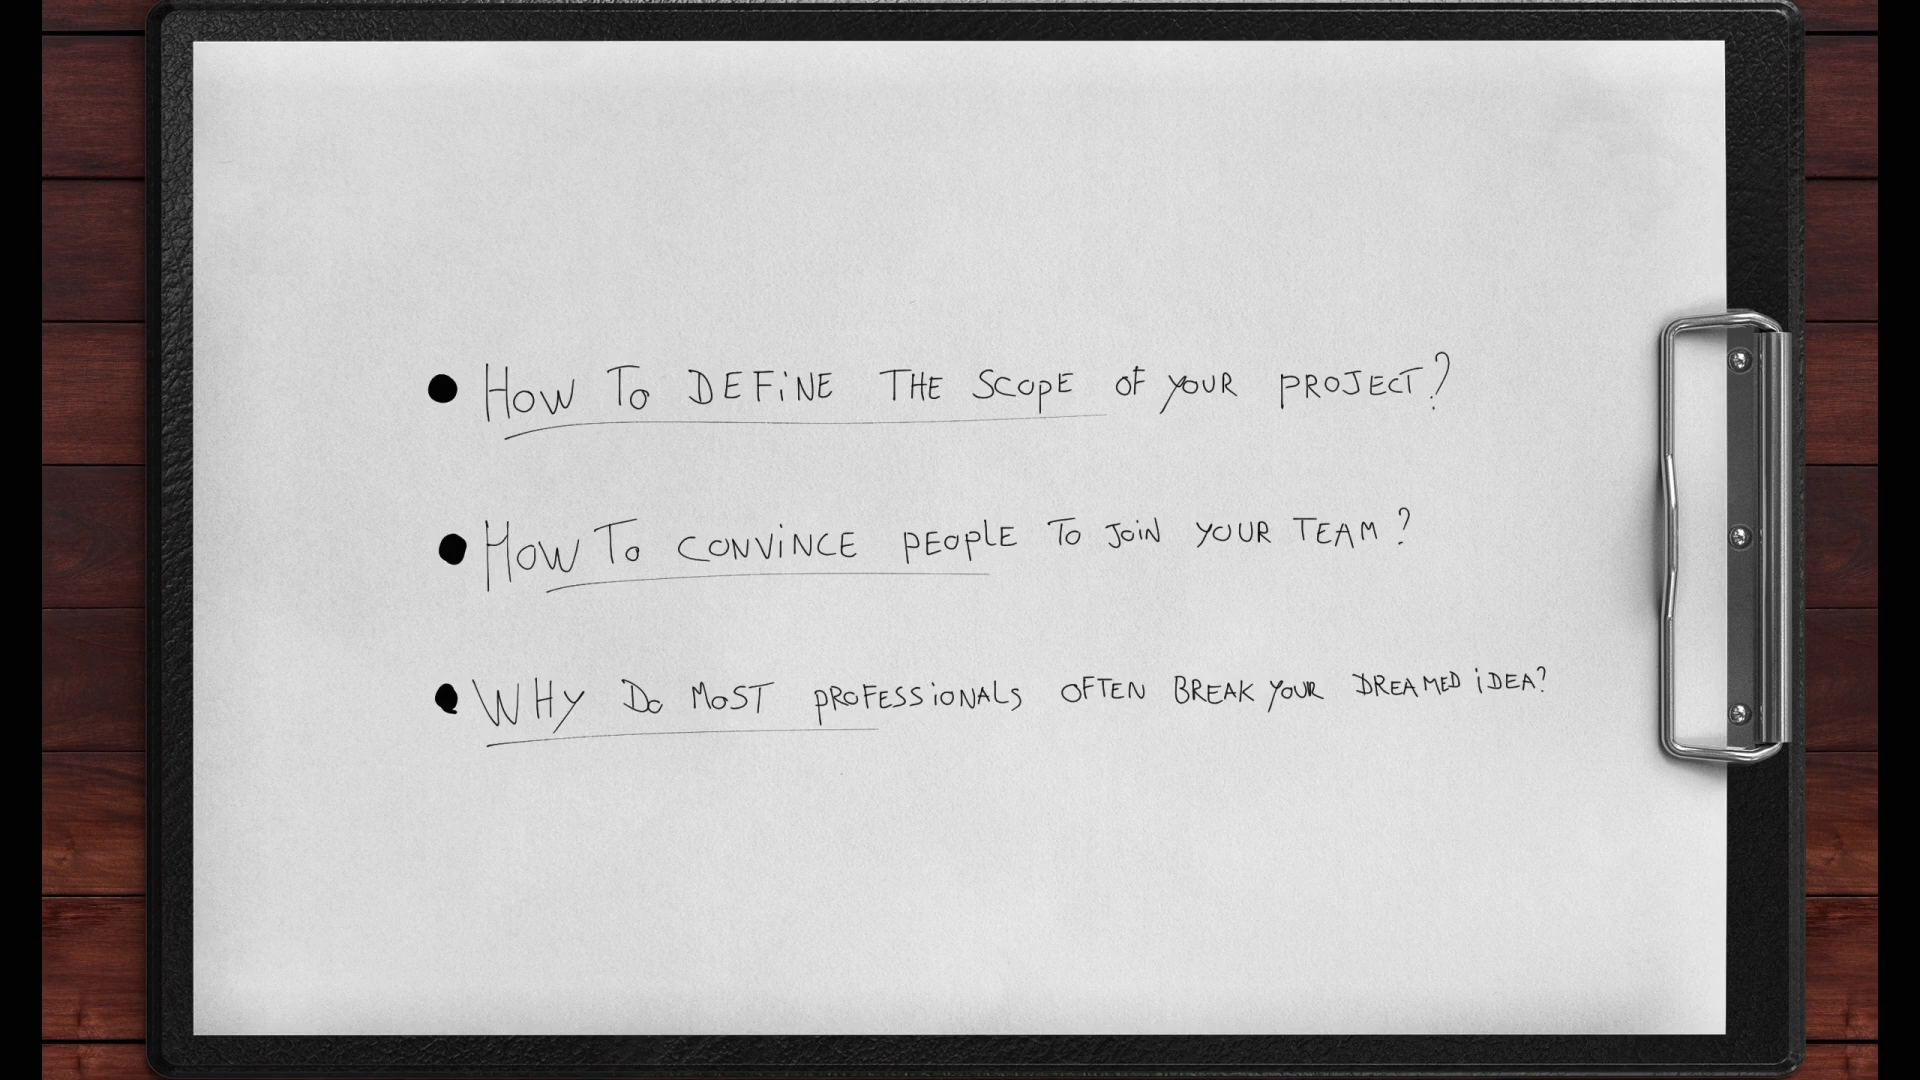 ● How To DEFiNE THE SCOPE OF YOUR PROJECT?
● How To CONViNCE PEOPLE To JOiN YOUR TEAM?
● WHY Do MOST PROFESSiONALS OFTEN BREAK YOUR DREAMED iDEA?